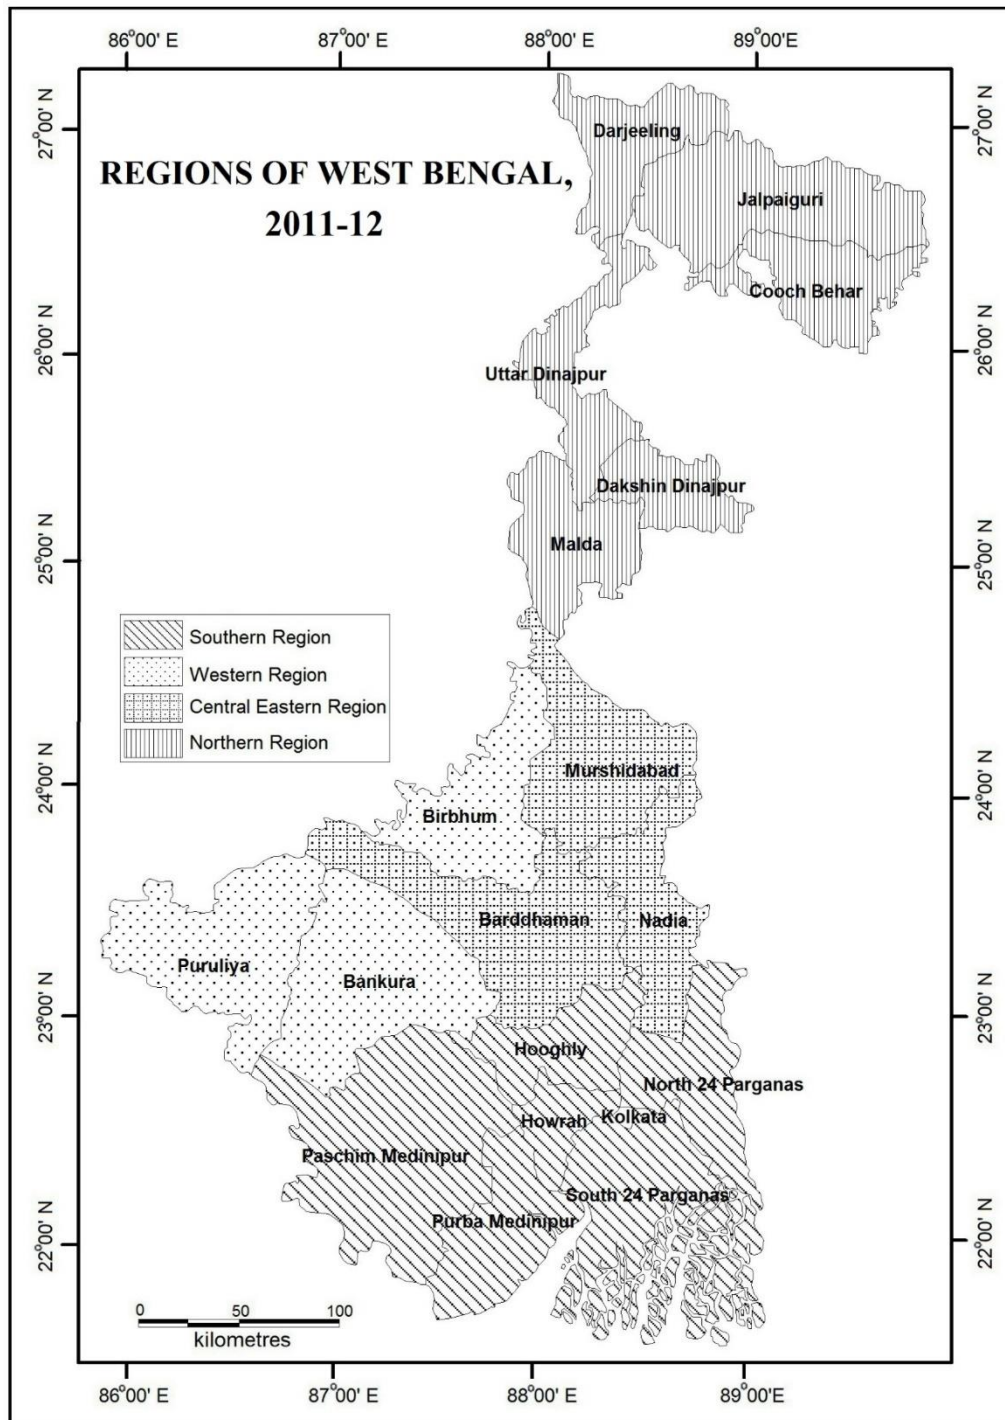 86°00' E 87°00' E 88°00' E 89°00'E
27°00' N
27°00' N
Darjeeling
REGIONS OF WEST BENGAL,
2011-12
Jalpaiguri
Cooch Behar
26°00' N
26°00' N
Uttar Dinajpur
Dakshin Dinajpur
Malda
25°00' N
25°00' N
Southern Region
Western Region
Central Eastern Region
Northern Region
Murshidabad
24°00' N
24°00' N
Birbhum
Barddhaman
Nadia
Puruliya
Bankura
23°00' N
23°00' N
Hooghly
North 24 Parganas
Howrah
Kolkata
Paschim Medinipur
South 24 Parganas
Purba Medinipur
22°00' N
22°00' N
0 50 100
kilometres
86°00' E 87°00' E 88°00' E 89°00'E